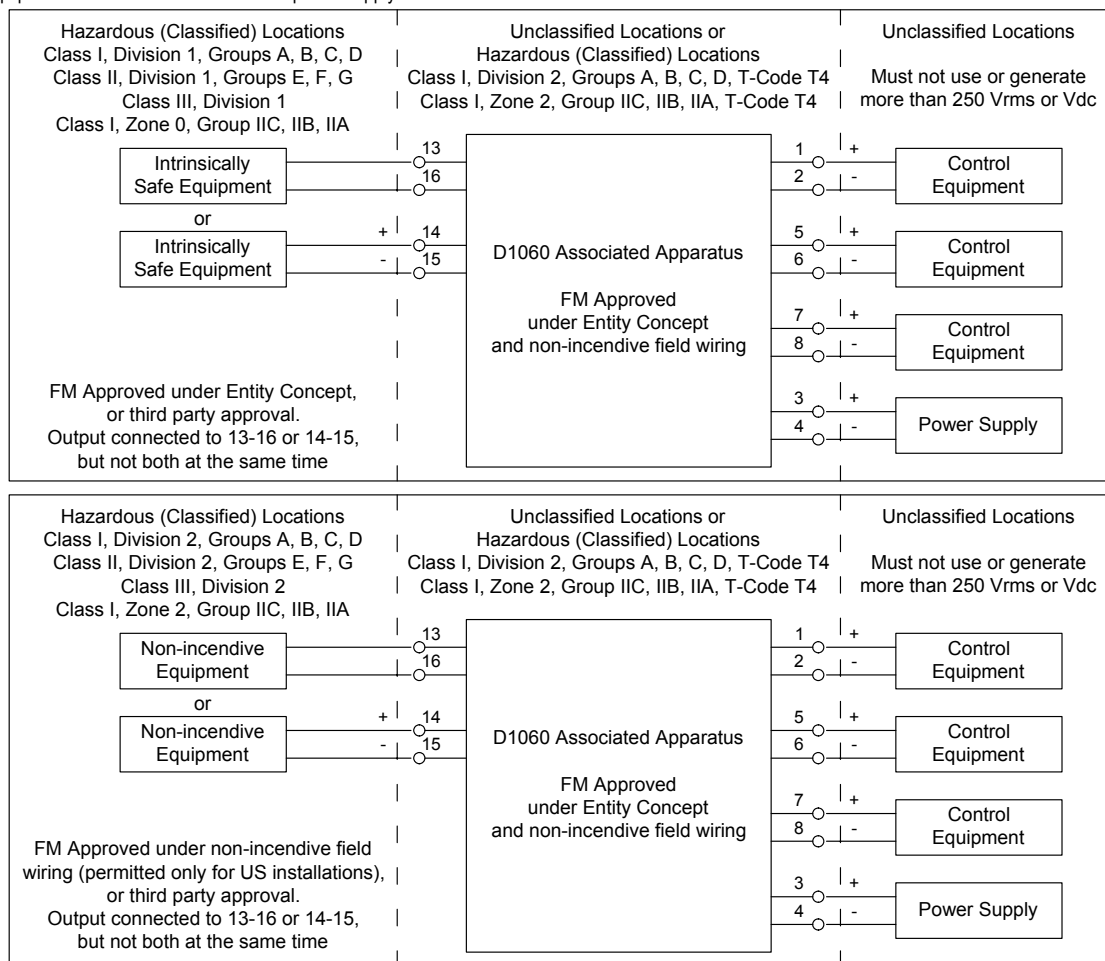 Hazardous (Classified) Locations
Class I, Division 1, Groups A, B, C, D
Class II, Division 1, Groups E, F, G
Class III, Division 1
Class I, Zone 0, Group IIC, IIB, IIA
Unclassified Locations or
Hazardous (Classified) Locations
Class I, Division 2, Groups A, B, C, D, T-Code T4
Class I, Zone 2, Group IIC, IIB, IIA, T-Code T4
Unclassified Locations
Must not use or generate
more than 250 Vrms or Vdc
Intrinsically
Safe Equipment
13
16
or
Intrinsically
Safe Equipment
+ 14
- 15
D1060 Associated Apparatus
FM Approved
under Entity Concept
and non-incendive field wiring
1 +
2 -
Control
Equipment
5 +
6 -
Control
Equipment
7 +
8 -
Control
Equipment
3 +
4 -
Power Supply
FM Approved under Entity Concept,
or third party approval.
Output connected to 13-16 or 14-15,
but not both at the same time
Hazardous (Classified) Locations
Class I, Division 2, Groups A, B, C, D
Class II, Division 2, Groups E, F, G
Class III, Division 2
Class I, Zone 2, Group IIC, IIB, IIA
Unclassified Locations or
Hazardous (Classified) Locations
Class I, Division 2, Groups A, B, C, D, T-Code T4
Class I, Zone 2, Group IIC, IIB, IIA, T-Code T4
Unclassified Locations
Must not use or generate
more than 250 Vrms or Vdc
Non-incendive
Equipment
13
16
or
Non-incendive
Equipment
+ 14
- 15
D1060 Associated Apparatus
FM Approved
under Entity Concept
and non-incendive field wiring
1 +
2 -
Control
Equipment
5 +
6 -
Control
Equipment
7 +
8 -
Control
Equipment
3 +
4 -
Power Supply
FM Approved under non-incendive field
wiring (permitted only for US installations),
or third party approval.
Output connected to 13-16 or 14-15,
but not both at the same time